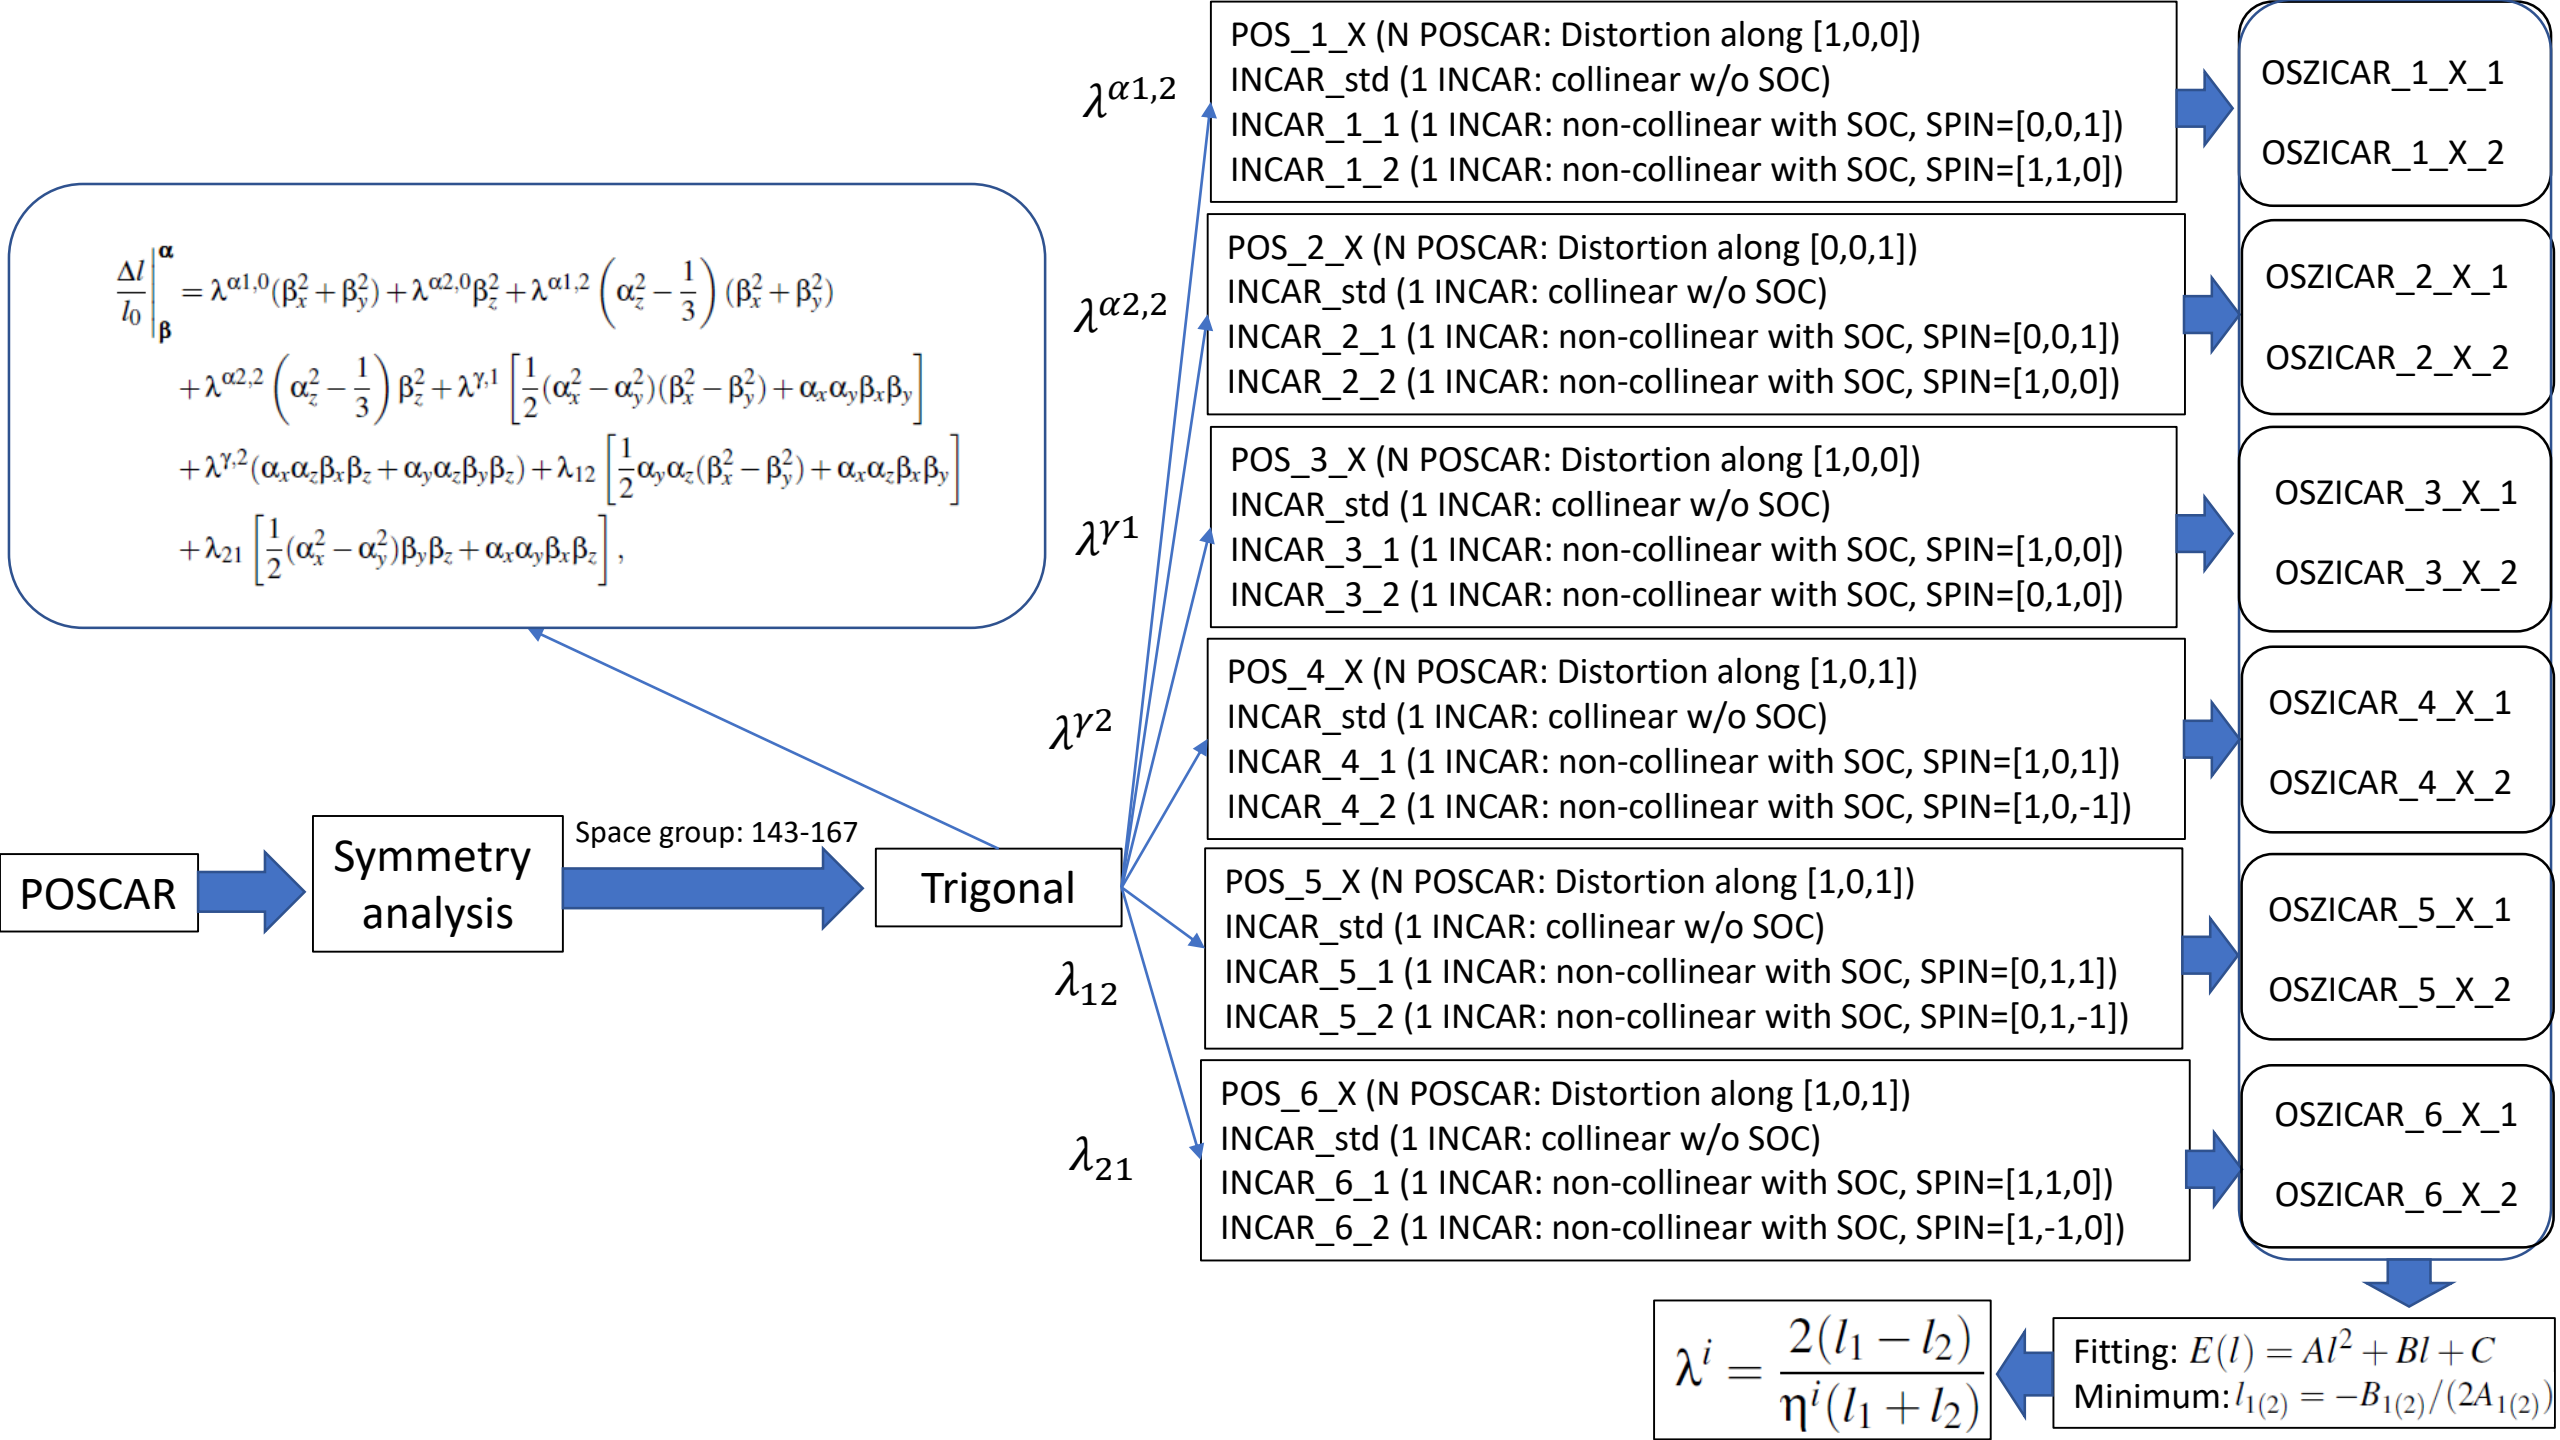 POSCAR
Symmetry
analysis
Space group: 143-167
Trigonal
Δl/l₀|^α_β = λ^{α1,0}(β_x^2 + β_y^2) + λ^{α2,0}β_z^2 + λ^{α1,2}(α_z^2 − 1/3)(β_x^2 + β_y^2)
+ λ^{α2,2}(α_z^2 − 1/3)β_z^2 + λ^{γ,1}[1/2(α_x^2 − α_y^2)(β_x^2 − β_y^2) + α_xα_yβ_xβ_y]
+ λ^{γ,2}(α_xα_zβ_xβ_z + α_yα_zβ_yβ_z) + λ_{12}[1/2 α_yα_z(β_x^2 − β_y^2) + α_xα_zβ_xβ_y]
+ λ_{21}[1/2(α_x^2 − α_y^2)β_yβ_z + α_xα_yβ_xβ_z],
λ^{α1,2}
POS_1_X (N POSCAR: Distortion along [1,0,0])
INCAR_std (1 INCAR: collinear w/o SOC)
INCAR_1_1 (1 INCAR: non-collinear with SOC, SPIN=[0,0,1])
INCAR_1_2 (1 INCAR: non-collinear with SOC, SPIN=[1,1,0])
OSZICAR_1_X_1
OSZICAR_1_X_2
λ^{α2,2}
POS_2_X (N POSCAR: Distortion along [0,0,1])
INCAR_std (1 INCAR: collinear w/o SOC)
INCAR_2_1 (1 INCAR: non-collinear with SOC, SPIN=[0,0,1])
INCAR_2_2 (1 INCAR: non-collinear with SOC, SPIN=[1,0,0])
OSZICAR_2_X_1
OSZICAR_2_X_2
λ^{γ1}
POS_3_X (N POSCAR: Distortion along [1,0,0])
INCAR_std (1 INCAR: collinear w/o SOC)
INCAR_3_1 (1 INCAR: non-collinear with SOC, SPIN=[1,0,0])
INCAR_3_2 (1 INCAR: non-collinear with SOC, SPIN=[0,1,0])
OSZICAR_3_X_1
OSZICAR_3_X_2
λ^{γ2}
POS_4_X (N POSCAR: Distortion along [1,0,1])
INCAR_std (1 INCAR: collinear w/o SOC)
INCAR_4_1 (1 INCAR: non-collinear with SOC, SPIN=[1,0,1])
INCAR_4_2 (1 INCAR: non-collinear with SOC, SPIN=[1,0,-1])
OSZICAR_4_X_1
OSZICAR_4_X_2
λ_{12}
POS_5_X (N POSCAR: Distortion along [1,0,1])
INCAR_std (1 INCAR: collinear w/o SOC)
INCAR_5_1 (1 INCAR: non-collinear with SOC, SPIN=[0,1,1])
INCAR_5_2 (1 INCAR: non-collinear with SOC, SPIN=[0,1,-1])
OSZICAR_5_X_1
OSZICAR_5_X_2
λ_{21}
POS_6_X (N POSCAR: Distortion along [1,0,1])
INCAR_std (1 INCAR: collinear w/o SOC)
INCAR_6_1 (1 INCAR: non-collinear with SOC, SPIN=[1,1,0])
INCAR_6_2 (1 INCAR: non-collinear with SOC, SPIN=[1,-1,0])
OSZICAR_6_X_1
OSZICAR_6_X_2
Fitting: E(l) = Al^2 + Bl + C
Minimum: l_{1(2)} = −B_{1(2)}/(2A_{1(2)})
λ^i = 2(l_1 − l_2)/η^i(l_1 + l_2)